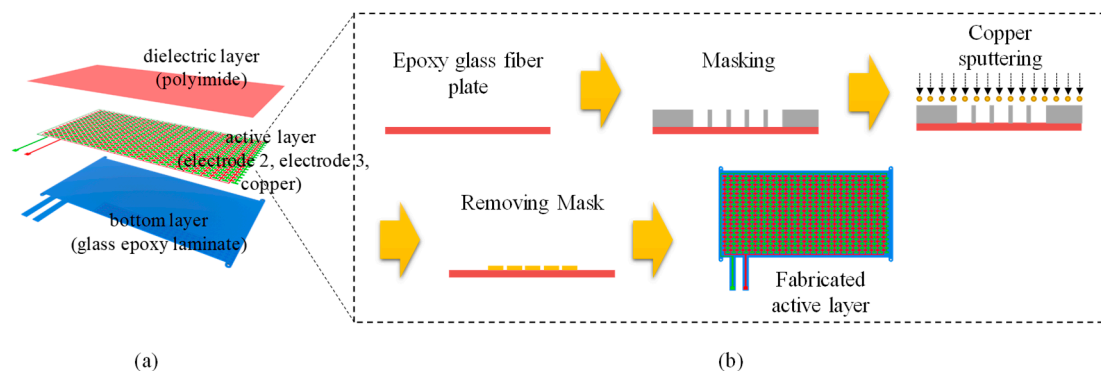 (a)
dielectric layer
(polyimide)
active layer
(electrode 2, electrode 3,
copper)
bottom layer
(glass epoxy laminate)
(b)
Epoxy glass fiber
plate
Masking
Copper
sputtering
Removing Mask
Fabricated
active layer
(a)
(b)